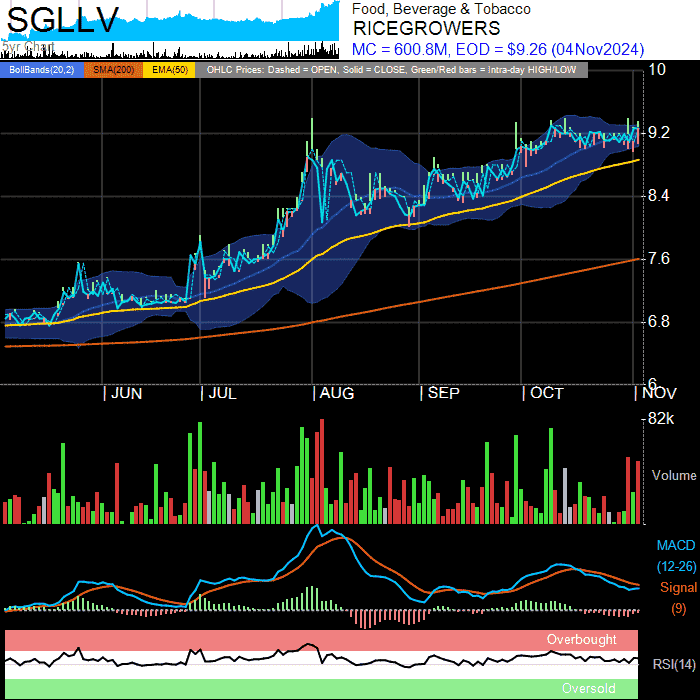 SGLLV
5yr Chart
Food, Beverage & Tobacco
RICEGROWERS
MC = 600.8M, EOD = $9.26 (04Nov2024)
BollBands(20,2) SMA(200) EMA(50) OHLC Prices: Dashed = OPEN, Solid = CLOSE, Green/Red bars = Intra-day HIGH/LOW
10
9.2
8.4
7.6
6.8
6
JUN JUL AUG SEP OCT NOV
82k
Volume
MACD
(12-26)
Signal
(9)
Overbought
RSI(14)
Oversold